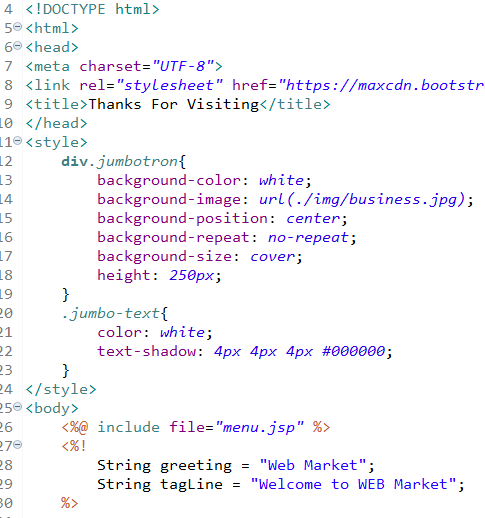 4 <!DOCTYPE html>
5 <html>
6 <head>
7 <meta charset="UTF-8">
8 <link rel="stylesheet" href="https://maxcdn.bootstr
9 <title>Thanks For Visiting</title>
10 </head>
11 <style>
12 div.jumbotron{
13 background-color: white;
14 background-image: url(./img/business.jpg);
15 background-position: center;
16 background-repeat: no-repeat;
17 background-size: cover;
18 height: 250px;
19 }
20 .jumbo-text{
21 color: white;
22 text-shadow: 4px 4px 4px #000000;
23 }
24 </style>
25 <body>
26 <%@ include file="menu.jsp" %>
27 <%!
28 String greeting = "Web Market";
29 String tagLine = "Welcome to WEB Market";
30 %>